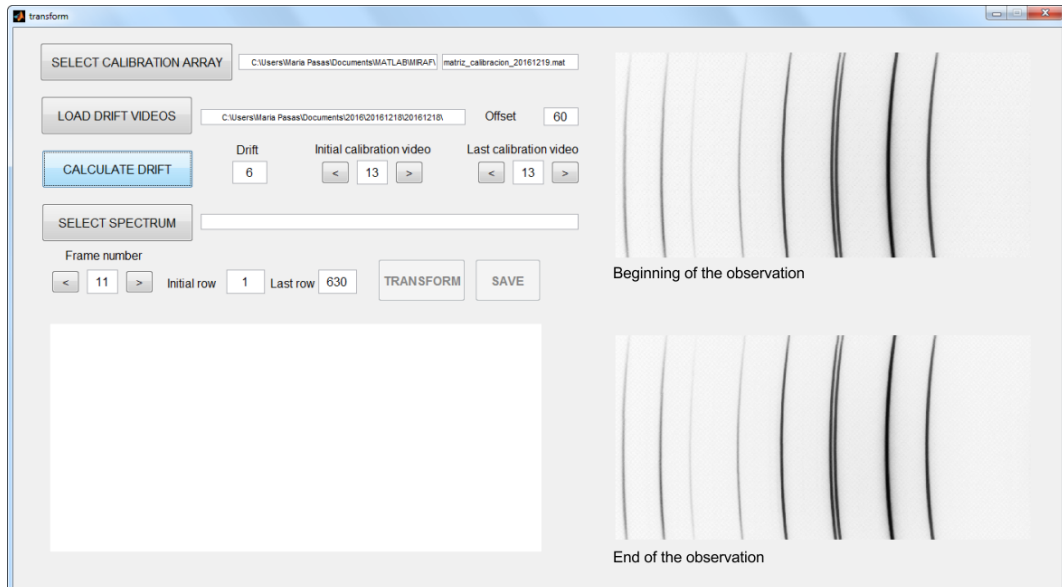 transform
SELECT CALIBRATION ARRAY
C:\Users\Maria Pasas\Documents\MATLAB\MIRAF\
matriz_calibracion_20161219.mat
LOAD DRIFT VIDEOS
C:\Users\Maria Pasas\Documents\2016\20161218\20161218\
Offset
60
Drift
Initial calibration video
Last calibration video
CALCULATE DRIFT
6
<
13
>
<
13
>
SELECT SPECTRUM
Frame number
<
11
>
Initial row
1
Last row
630
TRANSFORM
SAVE
Beginning of the observation
End of the observation